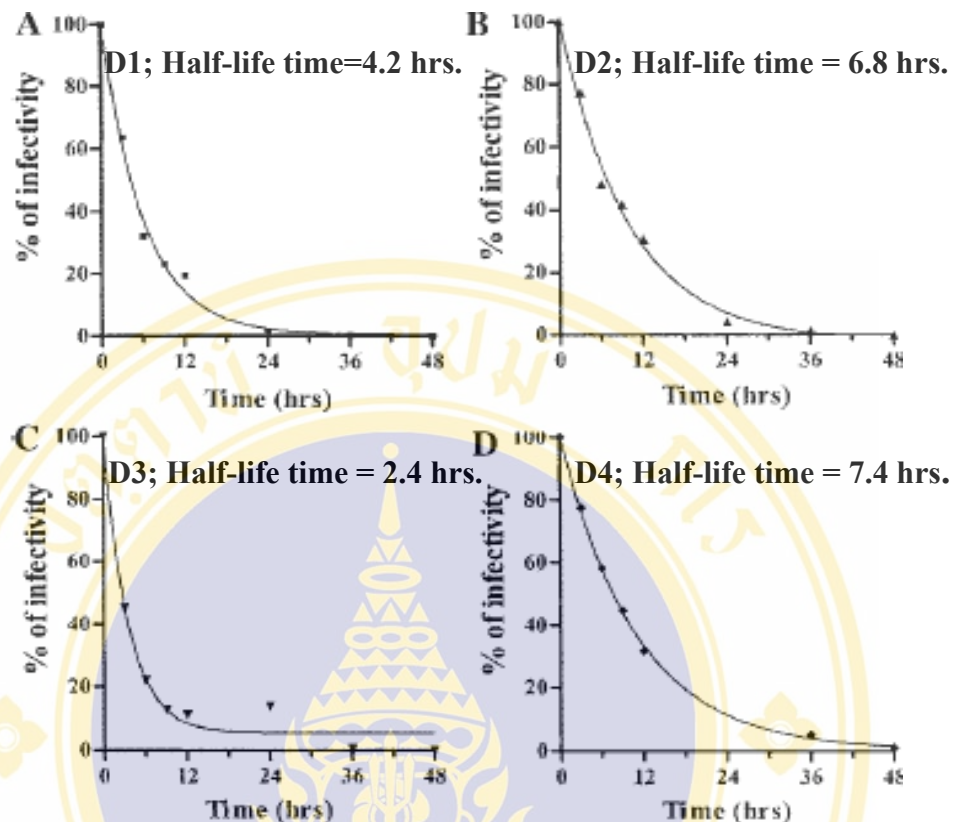 A
D1; Half-life time=4.2 hrs.
% of infectivity
100
80
60
40
20
0
0 12 24 36 48
Time (hrs)
B
D2; Half-life time = 6.8 hrs.
% of infectivity
100
80
60
40
20
0
0 12 24 36 48
Time (hrs)
C
D3; Half-life time = 2.4 hrs.
% of infectivity
100
80
60
40
20
0
0 12 24 36 48
Time (hrs)
D
D4; Half-life time = 7.4 hrs.
% of infectivity
100
80
60
40
20
0
0 12 24 36 48
Time (hrs)